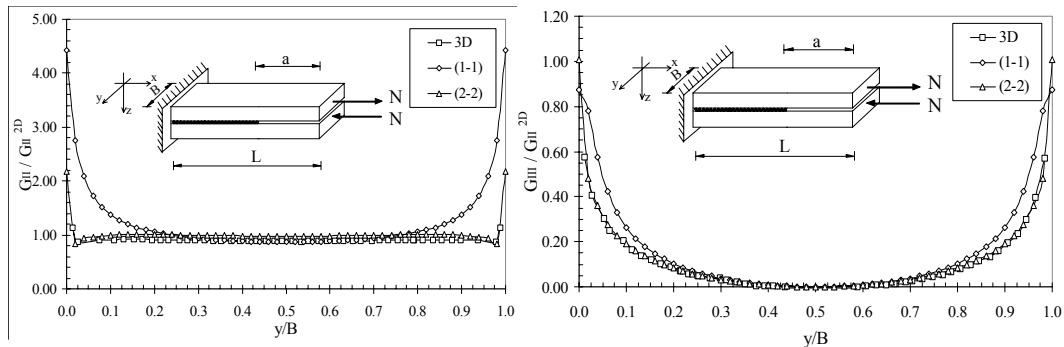 5.00
4.00
3.00
2.00
1.00
0.00
G_II / G_II^2D
0.0 0.1 0.2 0.3 0.4 0.5 0.6 0.7 0.8 0.9 1.0
y/B
3D
(1-1)
(2-2)
a
x
y
z
B
N
N
L
1.20
1.00
0.80
0.60
0.40
0.20
0.00
G_III / G_II^2D
0.0 0.1 0.2 0.3 0.4 0.5 0.6 0.7 0.8 0.9 1.0
y/B
3D
(1-1)
(2-2)
a
x
y
z
B
N
N
L